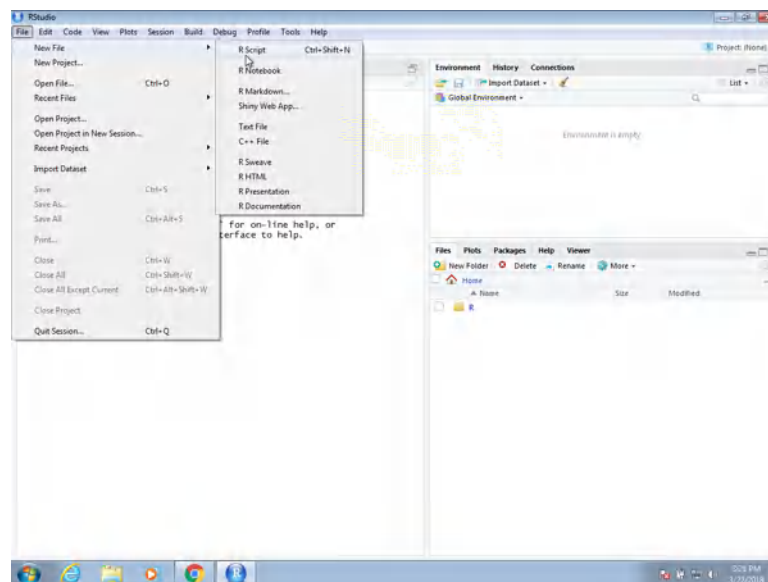 RStudio
File Edit Code View Plots Session Build Debug Profile Tools Help
Project: (None)
New File
New Project...
Open File... Ctrl+O
Recent Files
Open Project...
Open Project in New Session...
Recent Projects
Import Dataset
Save Ctrl+S
Save As...
Save All Ctrl+Alt+S
Print...
Close Ctrl+W
Close All Ctrl+Shift+W
Close All Except Current Ctrl+Alt+Shift+W
Close Project
Quit Session... Ctrl+Q
R Script Ctrl+Shift+N
R Notebook
R Markdown...
Shiny Web App...
Text File
C++ File
R Sweave
R HTML
R Presentation
R Documentation
for on-line help, or
terface to help.
Environment History Connections
Import Dataset
List
Global Environment
Environment is empty
Files Plots Packages Help Viewer
New Folder Delete Rename More
Home
Name Size Modified
R